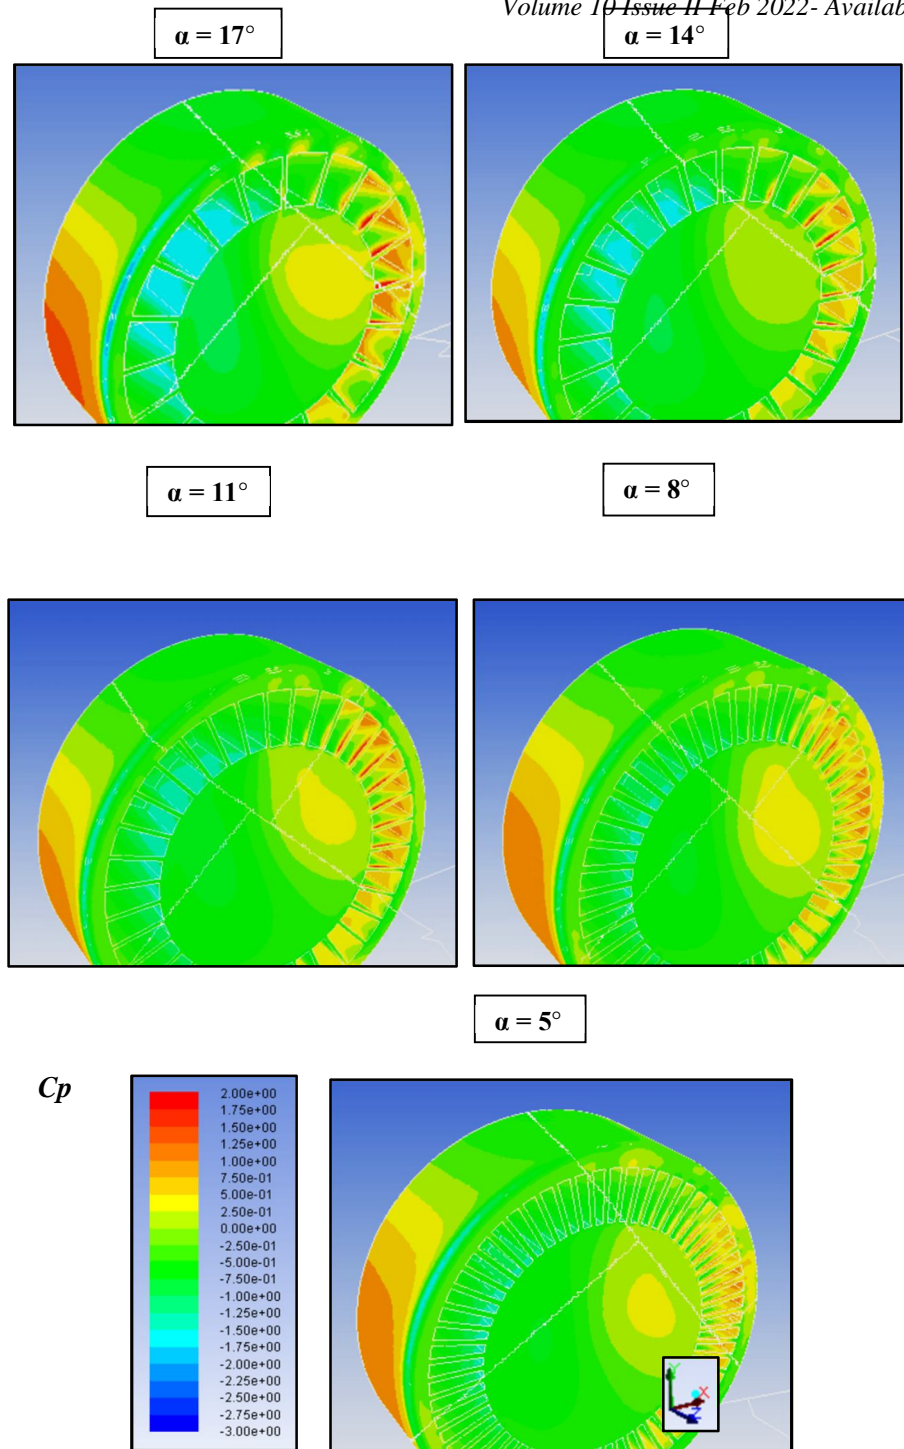 Volume 10 Issue II Feb 2022- Availab
α = 17°
α = 14°
α = 11°
α = 8°
α = 5°
Cp
2.00e+00
1.75e+00
1.50e+00
1.25e+00
1.00e+00
7.50e-01
5.00e-01
2.50e-01
0.00e+00
-2.50e-01
-5.00e-01
-7.50e-01
-1.00e+00
-1.25e+00
-1.50e+00
-1.75e+00
-2.00e+00
-2.25e+00
-2.50e+00
-2.75e+00
-3.00e+00
Y
X
Z